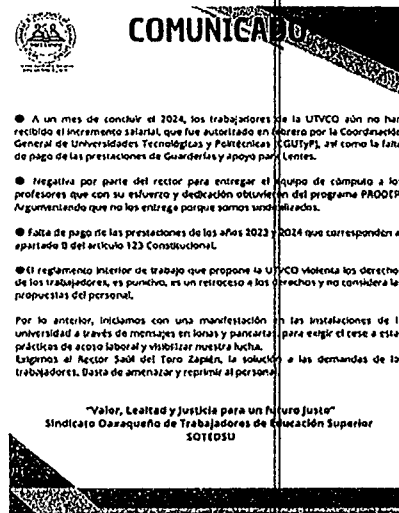 COMUNICADO
● A un mes de concluir el 2024, los trabajadores de la UTVCO aún no han
recibido el incremento salarial, que fue autorizado en febrero por la Coordinación
General de Universidades Tecnológicas y Politécnicas (CGUTyP), así como la falta
de pago de las prestaciones de Guarderías y apoyo para Lentes.
● Negativa por parte del rector para entregar el equipo de cómputo a los
profesores que con su esfuerzo y dedicación obtuvieron del programa PRODEP
Argumentando que no los entrega porque somos sindicalizados.
● Falta de pago de las prestaciones de los años 2023 y 2024 que corresponden al
apartado B del artículo 123 Constitucional.
● El reglamento interior de trabajo que propone la UTVCO violenta los derechos
de los trabajadores, es punitivo, es un retroceso a los derechos y no considera las
propuestas del personal.
Por lo anterior, iniciamos con una manifestación en las instalaciones de la
universidad a través de mensajes en lonas y pancartas, para exigir el cese a estas
prácticas de acoso laboral y visibilizar nuestra lucha.
Exigimos al Rector Saúl del Toro Zapién, la solución a las demandas de los
trabajadores. Basta de amenazar y reprimir al personal.
"Valor, Lealtad y Justicia para un futuro Justo"
Sindicato Oaxaqueño de Trabajadores de Educación Superior
SOTEDSU